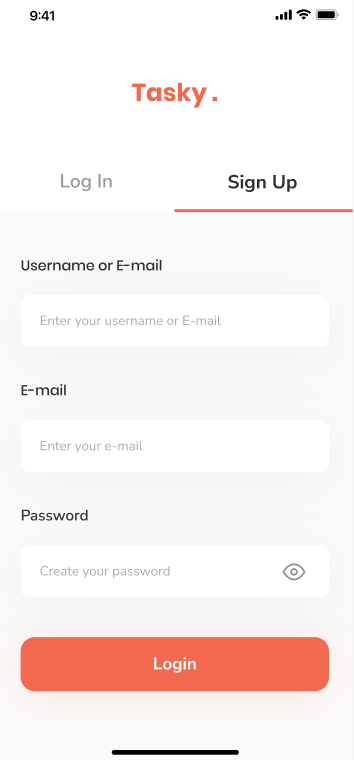 9:41
Tasky .
Log In
Sign Up
Username or E-mail
Enter your username or E-mail
E-mail
Enter your e-mail
Password
Create your password
Login